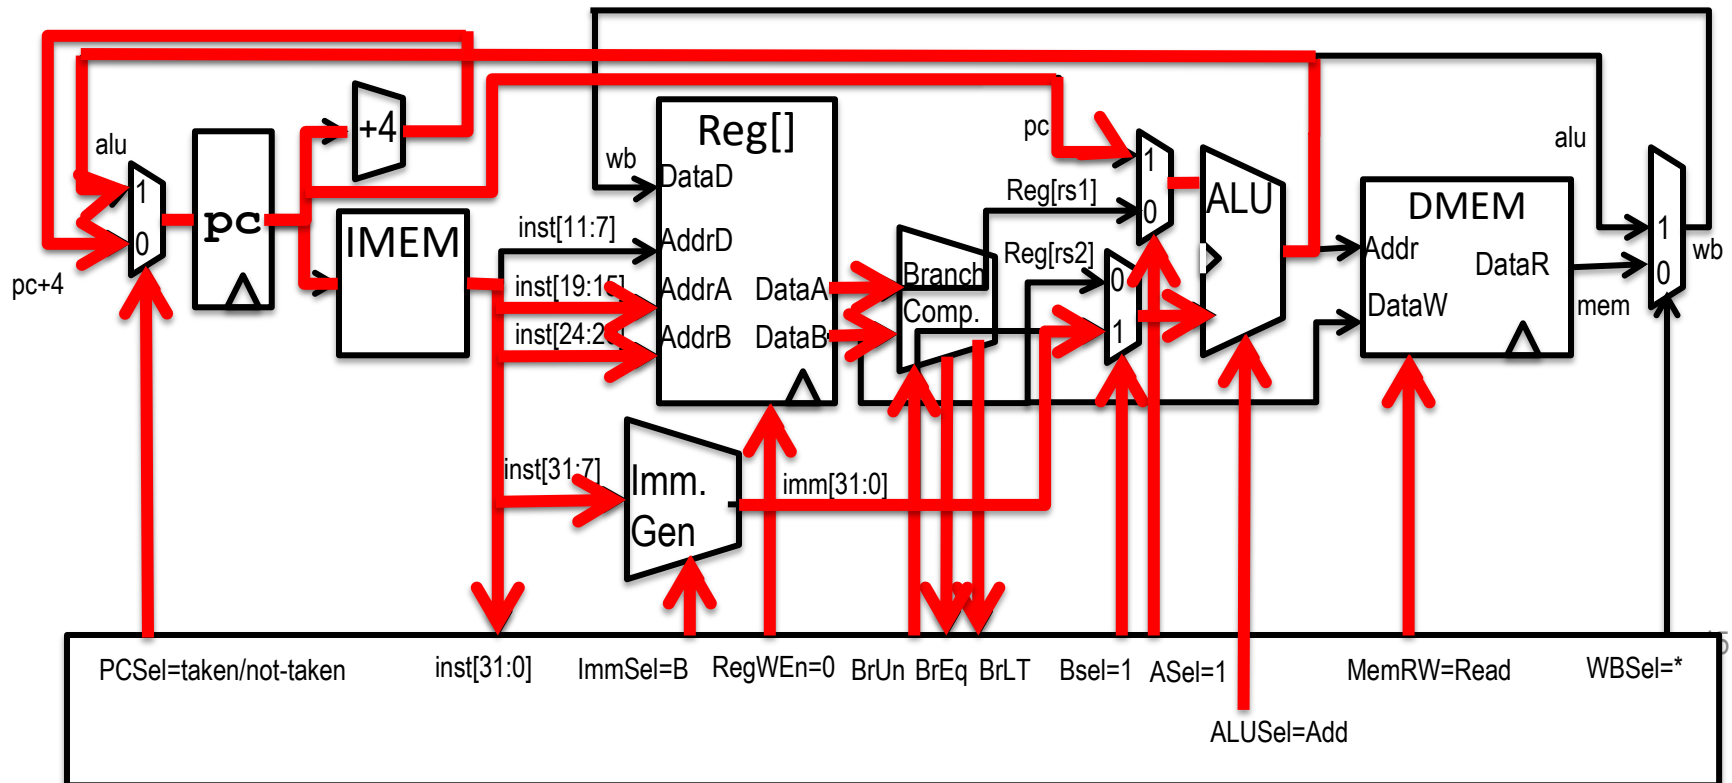 +4
Reg[]
pc
wb
alu
alu
DataD
1
1
Reg[rs1]
ALU
DMEM
pc
IMEM
inst[11:7]
AddrD
0
1
0
Reg[rs2]
Addr
DataR
wb
pc+4
inst[19:15]
AddrA
DataA
Branch
0
0
inst[24:20]
AddrB
DataB
Comp.
1
DataW
mem
inst[31:7]
Imm.
Gen
imm[31:0]
PCSel=taken/not-taken
inst[31:0]
ImmSel=B
RegWEn=0
BrUn
BrEq
BrLT
Bsel=1
ASel=1
MemRW=Read
WBSel=*
ALUSel=Add